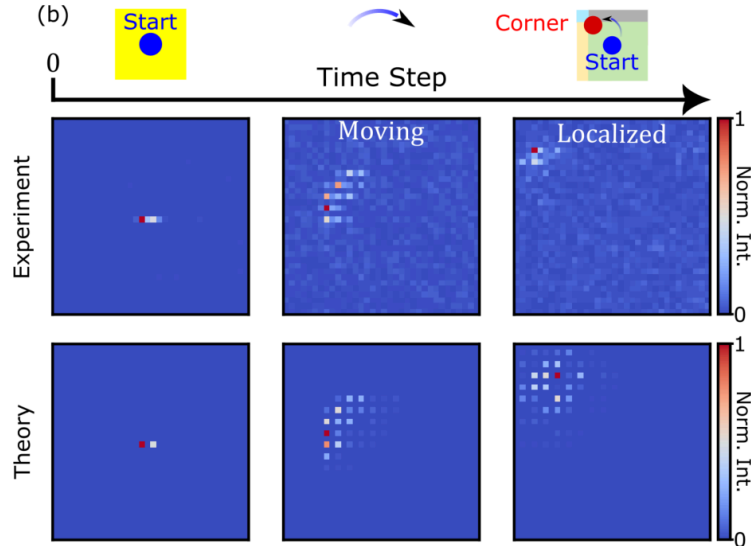 (b)
Start
Corner
Start
0
Time Step
Experiment
Moving
Localized
1
Norm. Int.
0
Theory
1
Norm. Int.
0